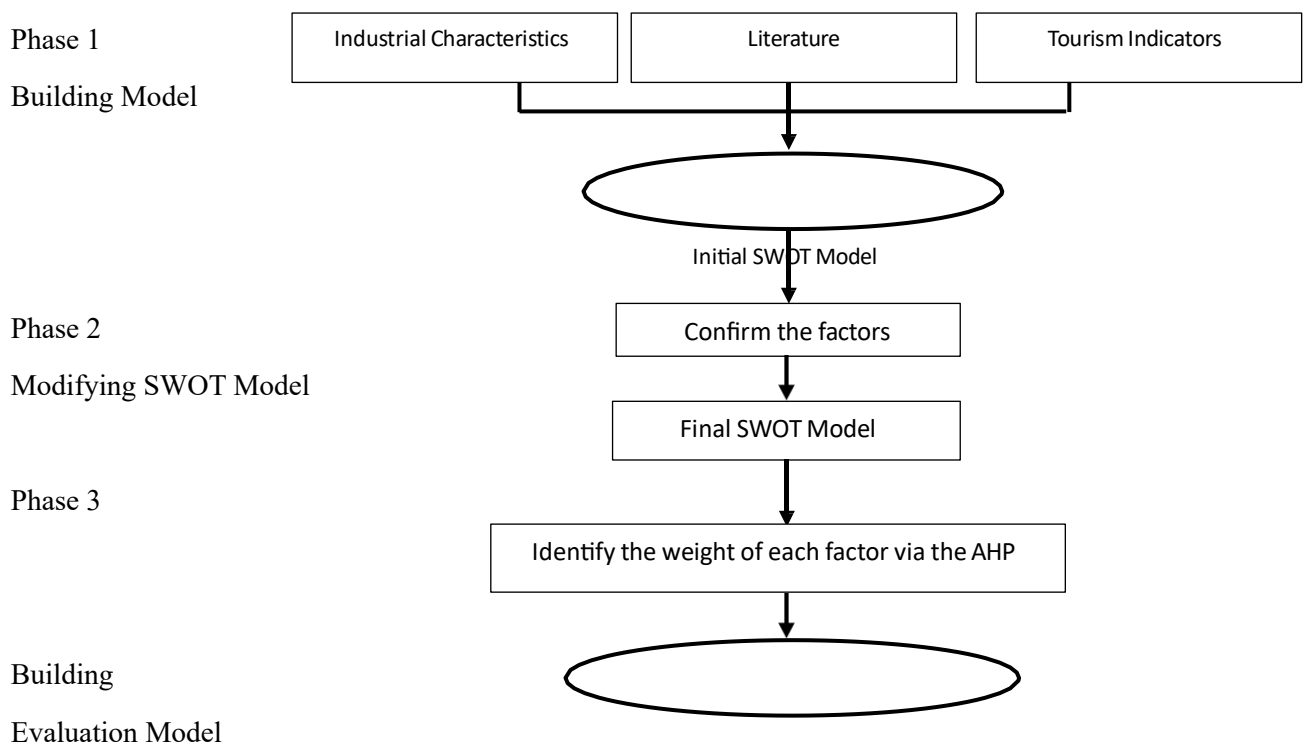 Phase 1
Industrial Characteristics
Literature
Tourism Indicators
Building Model
Initial SWOT Model
Phase 2
Confirm the factors
Modifying SWOT Model
Final SWOT Model
Phase 3
Identify the weight of each factor via the AHP
Building
Evaluation Model